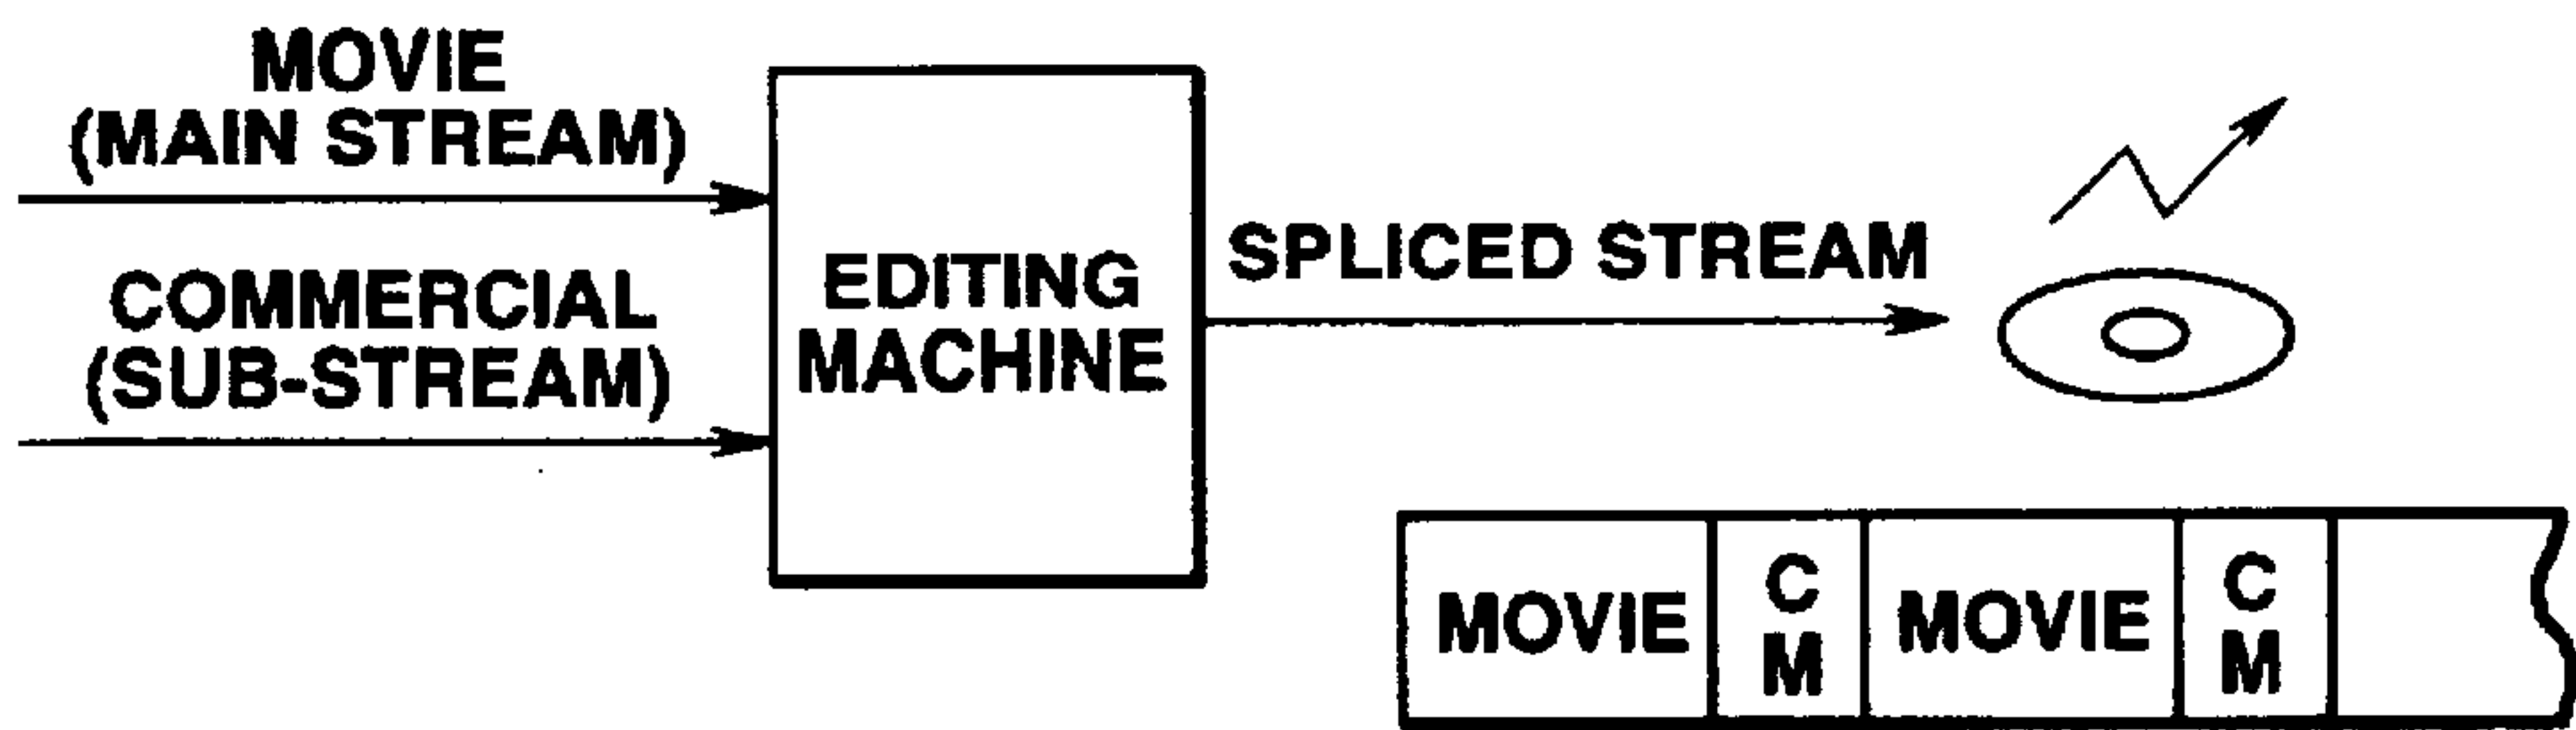 MOVIE
(MAIN STREAM)
COMMERCIAL
(SUB-STREAM)
EDITING
MACHINE
SPLICED STREAM
MOVIE
C
M
MOVIE
C
M